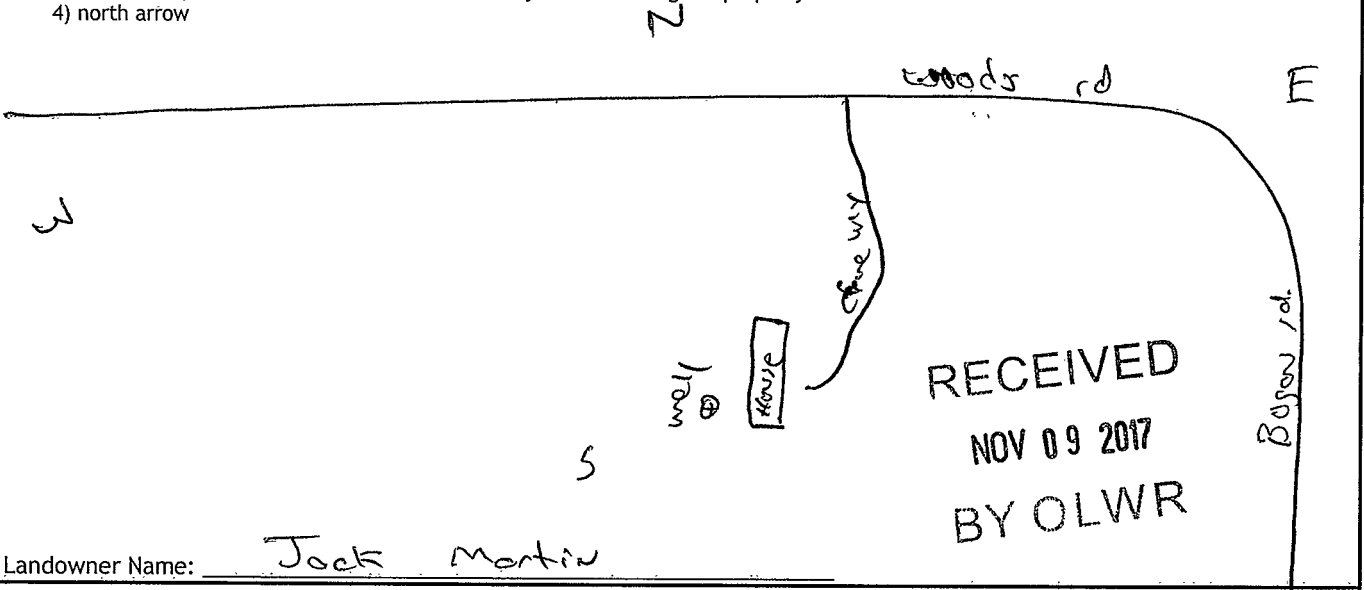 4) north arrow
N
woods rd
E
W
drive way
House
well
Bogan rd.
S
RECEIVED
NOV 09 2017
BY OLWR
Landowner Name: Jack Martin